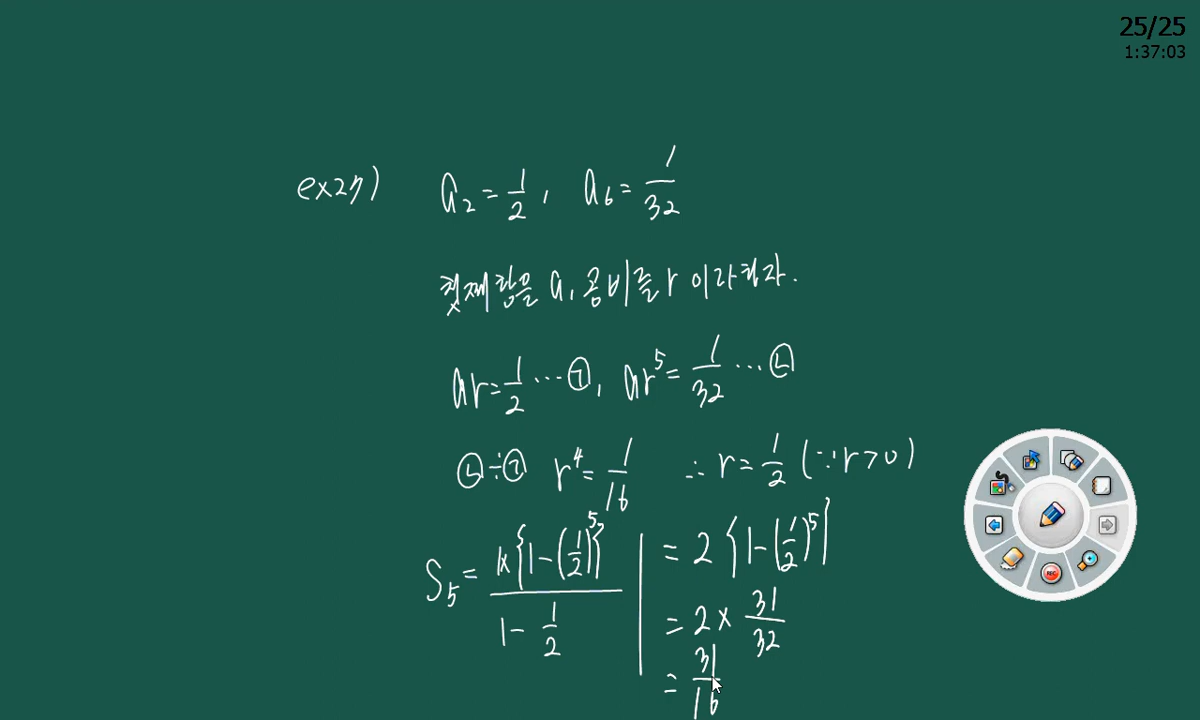 25/25
1:37:03
ex27) a₂ = 1/2, a₆ = 1/32
첫째항을 a, 공비를 r이라하자.
ar = 1/2 ··· ㉠, ar⁵ = 1/32 ··· ㉡
㉡÷㉠ r⁴ = 1/16 ∴ r = 1/2 (∵ r > 0)
S₅ = 1×{1-(1/2)⁵} / 1 - 1/2
= 2{1-(1/2)⁵}
= 2 × 31/32
= 31/16
REC